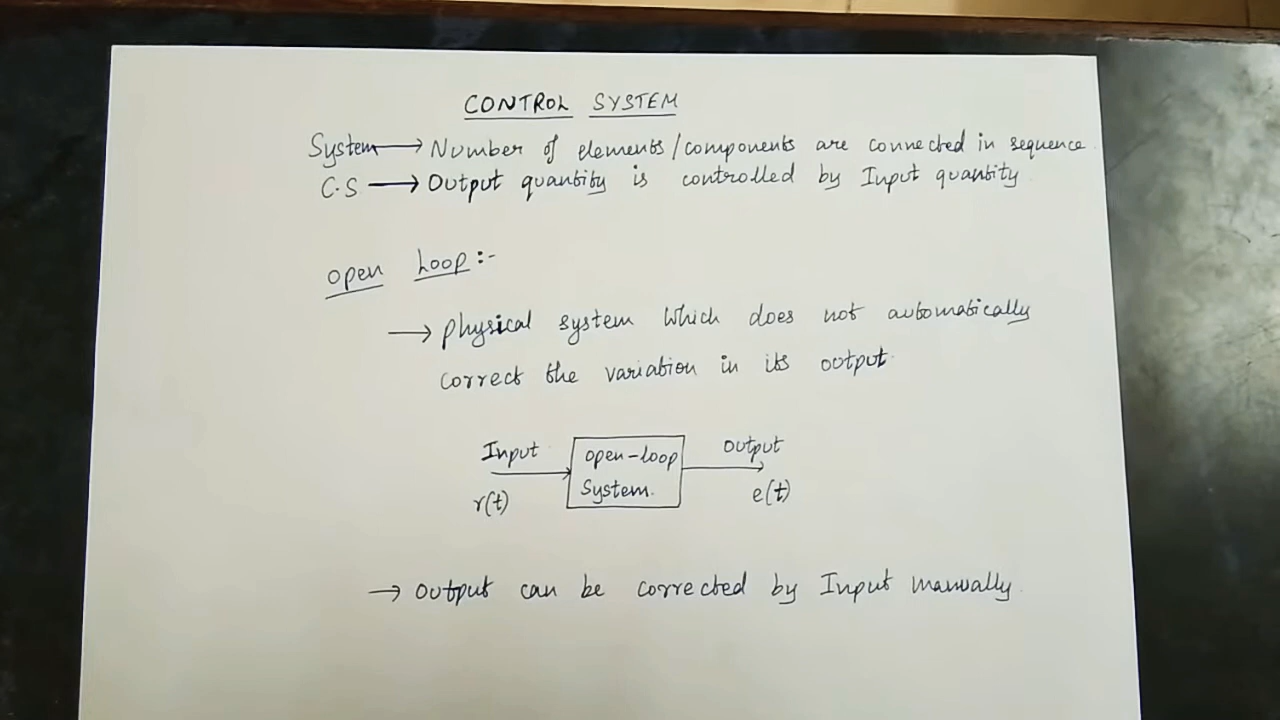 CONTROL SYSTEM
System → Number of elements/components are connected in sequence.
C.S → Output quantity is controlled by Input quantity.
Open Loop:-
→ physical system which does not automatically
correct the variation in its output.
Input
open-loop
Output
r(t)
System.
e(t)
→ output can be corrected by Input manually.